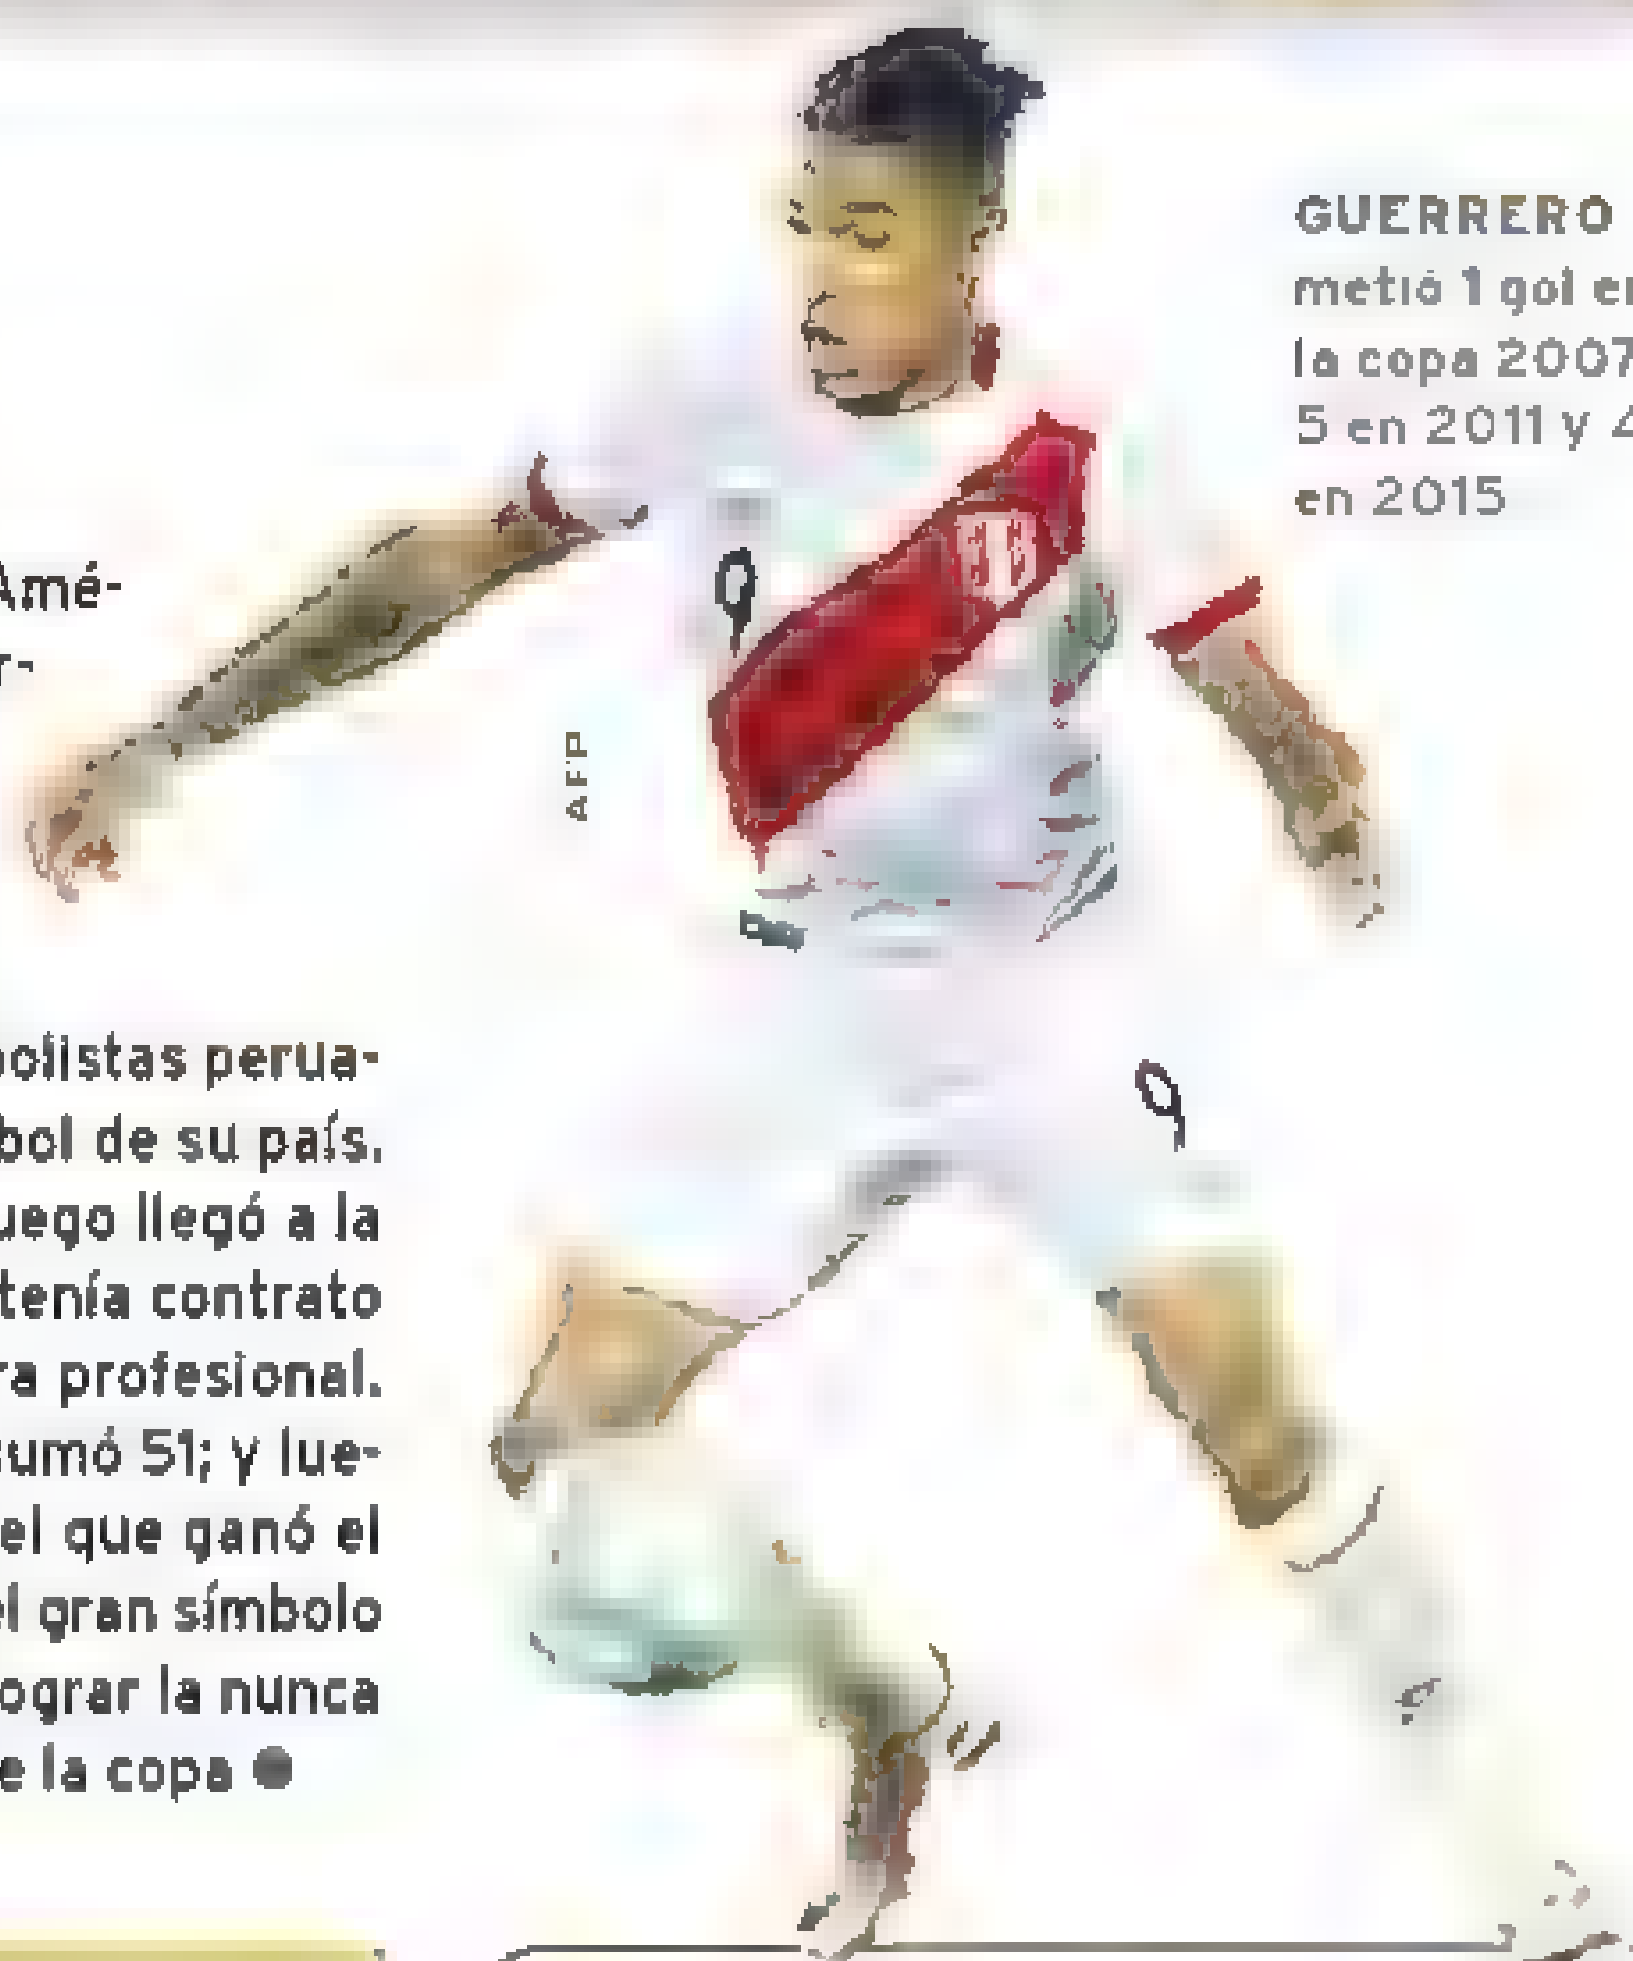 GUERRERO
metió 1 gol en
la copa 2007
5 en 2011 y 4
en 2015
Amé-
r-
AFP
9
9
bolistas perua-
bol de su país.
uego llegó a la
tenía contrato
ra profesional.
sumó 51; y lue-
el que ganó el
el gran símbolo
ograr la nunca
e la copa